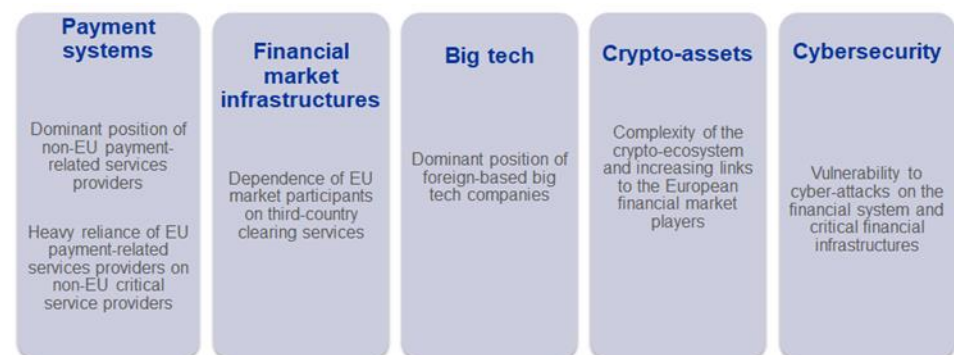 Payment
systems
Dominant position of
non-EU payment-
related services
providers
Heavy reliance of EU
payment-related
services providers on
non-EU critical
service providers
Financial
market
infrastructures
Dependence of EU
market participants
on third-country
clearing services
Big tech
Dominant position of
foreign-based big
tech companies
Crypto-assets
Complexity of the
crypto-ecosystem
and increasing links
to the European
financial market
players
Cybersecurity
Vulnerability to
cyber-attacks on the
financial system and
critical financial
infrastructures